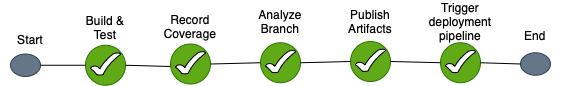 Start
Build &
Test
Record
Coverage
Analyze
Branch
Publish
Artifacts
Trigger
deployment
pipeline
End